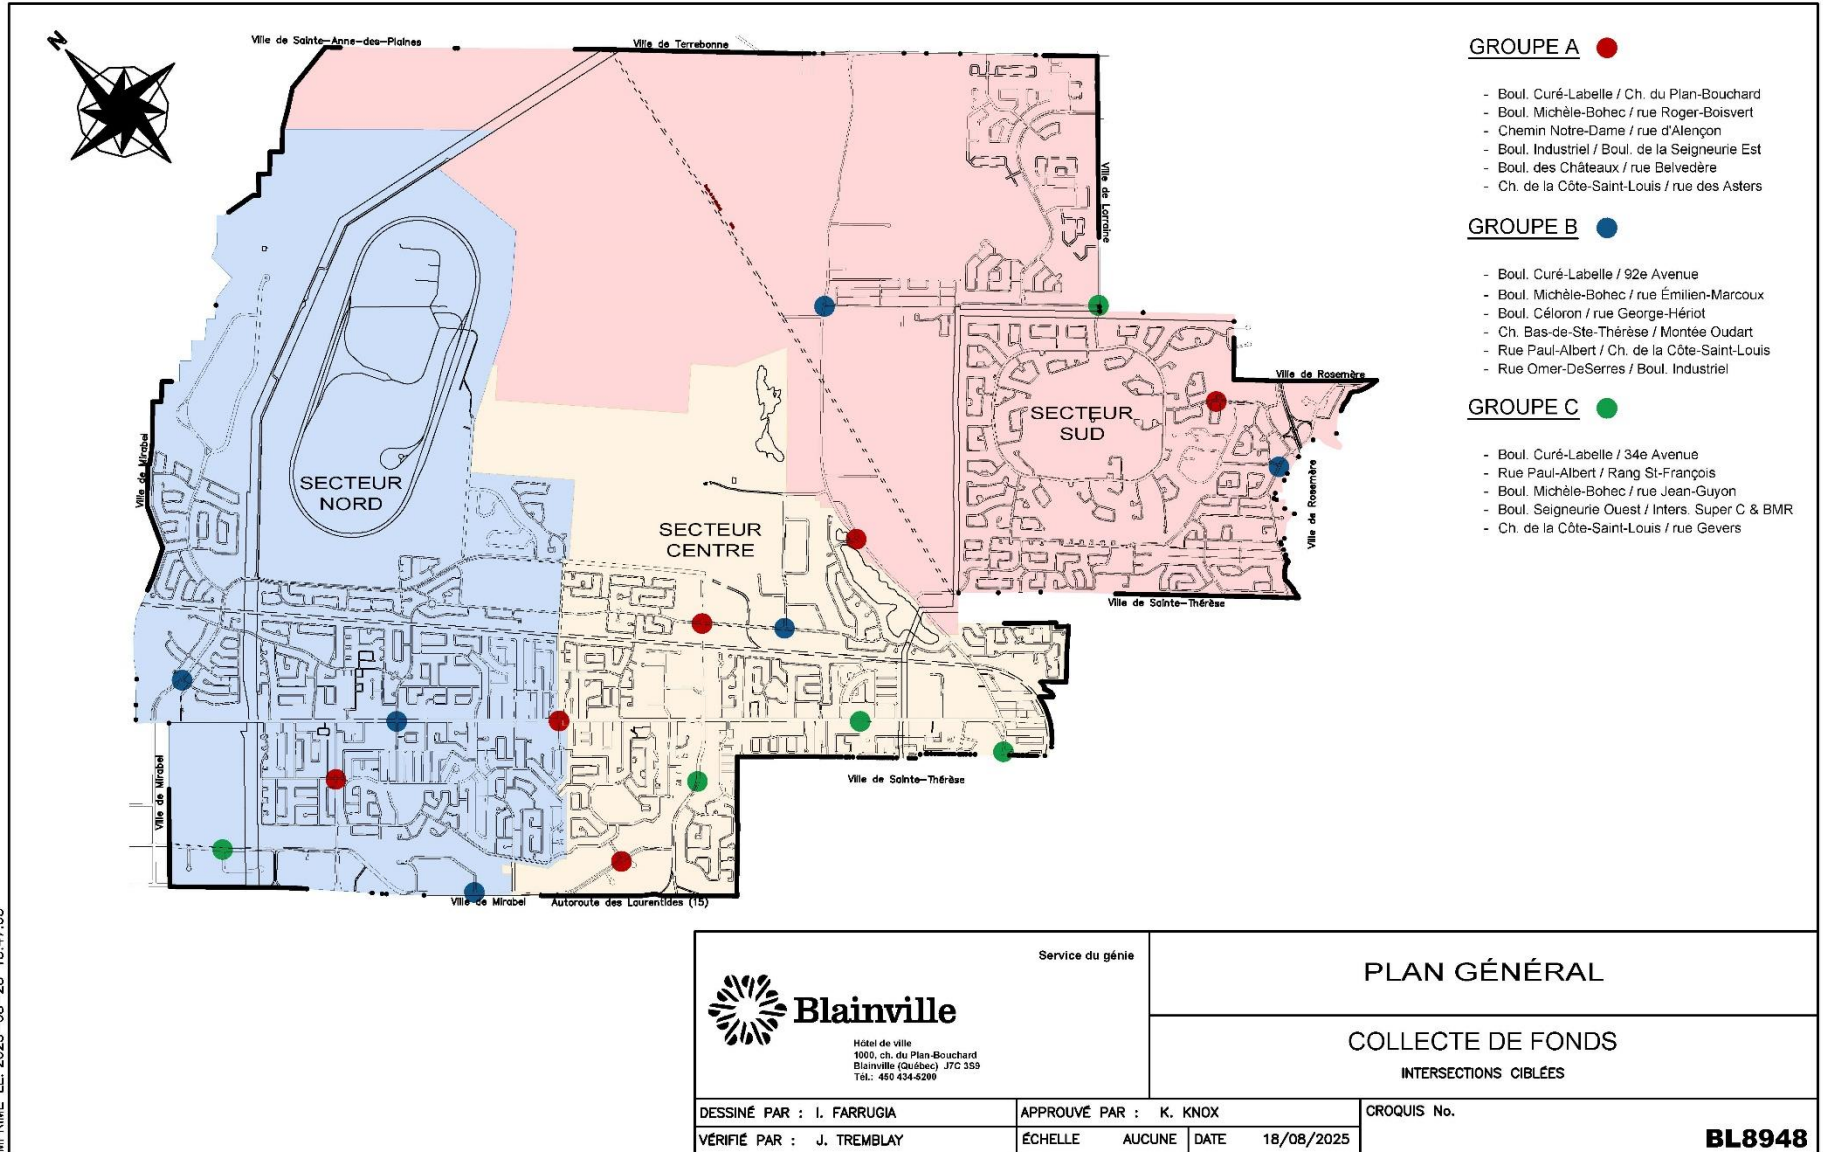 N
Ville de Sainte-Anne-des-Plaines
Ville de Terrebonne
Ville de Lorraine
Ville de Rosemère
Ville de Rosemère
Ville de Mirabel
SECTEUR
NORD
SECTEUR
CENTRE
SECTEUR
SUD
Ville de Sainte-Thérèse
Ville de Sainte-Thérèse
Ville de Mirabel
Ville de Mirabel
Autoroute des Laurentides (15)
GROUPE A
- Boul. Curé-Labelle / Ch. du Plan-Bouchard
- Boul. Michèle-Bohec / rue Roger-Boisvert
- Chemin Notre-Dame / rue d'Alençon
- Boul. Industriel / Boul. de la Seigneurie Est
- Boul. des Châteaux / rue Belvedère
- Ch. de la Côte-Saint-Louis / rue des Asters
GROUPE B
- Boul. Curé-Labelle / 92e Avenue
- Boul. Michèle-Bohec / rue Émilien-Marcoux
- Boul. Céloron / rue George-Hériot
- Ch. Bas-de-Ste-Thérèse / Montée Oudart
- Rue Paul-Albert / Ch. de la Côte-Saint-Louis
- Rue Omer-DeSerres / Boul. Industriel
GROUPE C
- Boul. Curé-Labelle / 34e Avenue
- Rue Paul-Albert / Rang St-François
- Boul. Michèle-Bohec / rue Jean-Guyon
- Boul. Seigneurie Ouest / Inters. Super C & BMR
- Ch. de la Côte-Saint-Louis / rue Gevers
Service du génie
Blainville
Hôtel de ville
1000, ch. du Plan-Bouchard
Blainville (Québec) J7C 3S9
Tél.: 450 434-5200
PLAN GÉNÉRAL
COLLECTE DE FONDS
INTERSECTIONS CIBLÉES
DESSINÉ PAR : I. FARRUGIA
APPROUVÉ PAR : K. KNOX
CROQUIS No.
VÉRIFIÉ PAR : J. TREMBLAY
ÉCHELLE AUCUNE
DATE 18/08/2025
BL8948